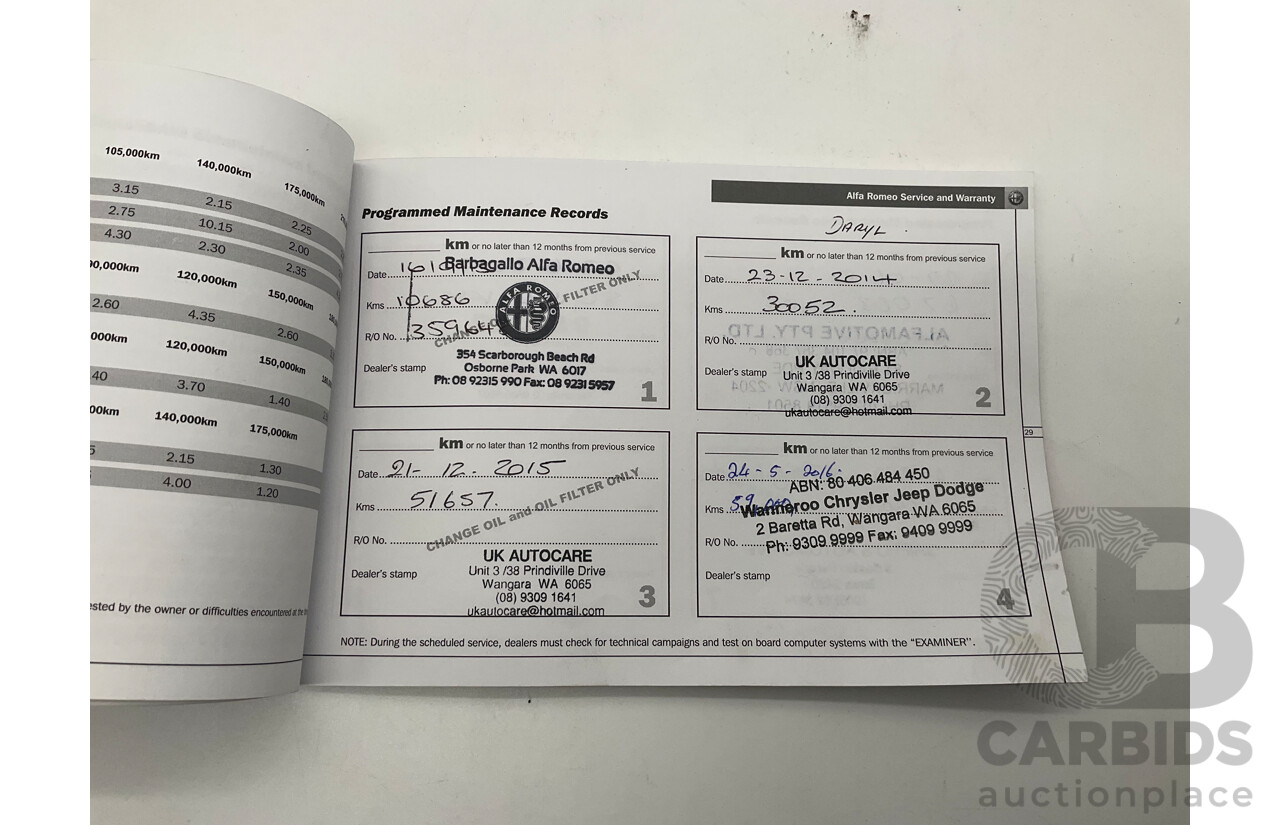 105,000km 140,000km 175,000km
3.15 2.15 2.25
2.75 10.15 2.00
4.30 2.30 2.35
90,000km 120,000km 150,000km
2.60 4.35 2.60
000km 120,000km 150,000km
40 3.70 1.40
00km 140,000km 175,000km
5 2.15 1.30
4.00 1.20
ested by the owner or difficulties encountered at the
Alfa Romeo Service and Warranty
Programmed Maintenance Records
DARYL .
km or no later than 12 months from previous service
Date
Barbagallo Alfa Romeo
Kms 10686
ALFA ROMEO
R/O No.
CHANGE O FILTER ONLY
Dealer's stamp
354 Scarborough Beach Rd
Osborne Park WA 6017
Ph: 08 92315 990 Fax: 08 9231 5957
1
km or no later than 12 months from previous service
Date 23-12-2014
Kms 30052.
R/O No.
ALFAMOTIVE PTY LTD
Dealer's stamp
UK AUTOCARE
Unit 3 /38 Prindiville Drive
Wangara WA 6065
(08) 9309 1641
ukautocare@hotmail.com
2
km or no later than 12 months from previous service
Date 21-12-2015
Kms 51657.
CHANGE OIL and OIL FILTER ONLY
R/O No.
Dealer's stamp
UK AUTOCARE
Unit 3 /38 Prindiville Drive
Wangara WA 6065
(08) 9309 1641
ukautocare@hotmail.com
3
km or no later than 12 months from previous service
Date 24-5-2016.
ABN: 80 406 484 450
Kms
Wanneroo Chrysler Jeep Dodge
2 Baretta Rd, Wangara WA 6065
R/O No.
Ph: 9309 9999 Fax: 9409 9999
Dealer's stamp
4
29
NOTE: During the scheduled service, dealers must check for technical campaigns and test on board computer systems with the "EXAMINER".
CB
CARBIDS
auctionplace